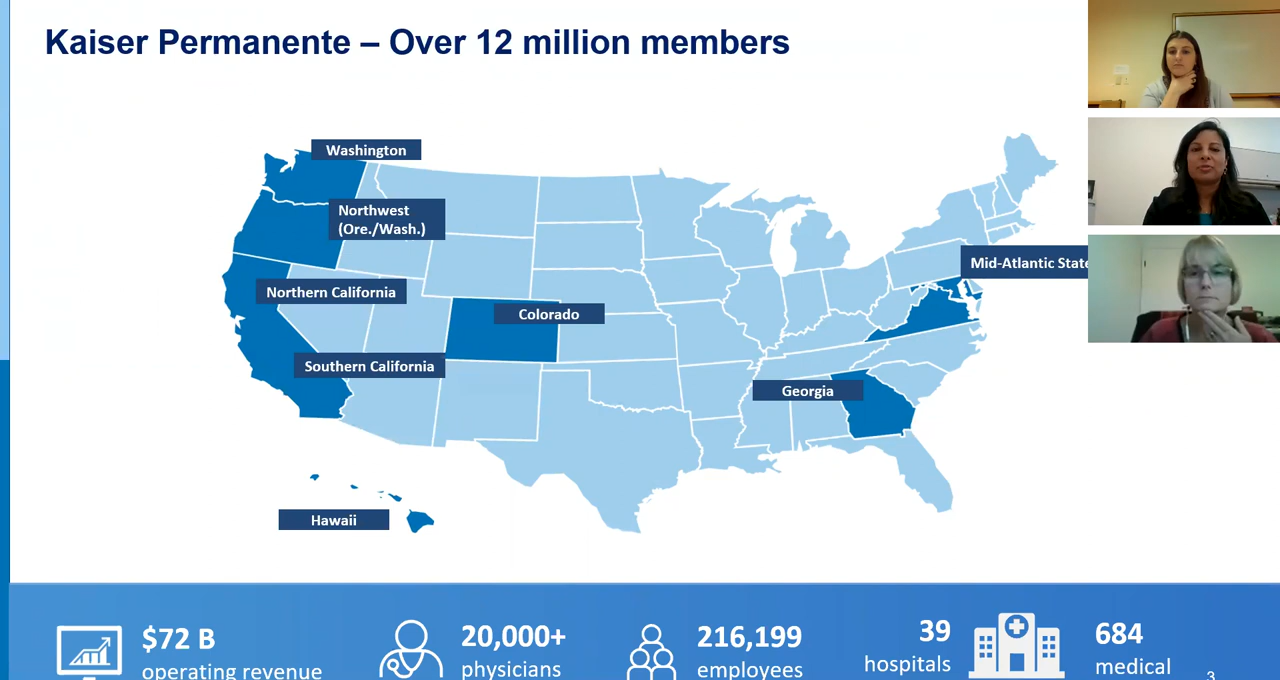 Kaiser Permanente – Over 12 million members
Washington
Northwest
(Ore./Wash.)
Northern California
Colorado
Mid-Atlantic State
Southern California
Georgia
Hawaii
$72 B
operating revenue
20,000+
physicians
216,199
employees
39
hospitals
684
medical
3